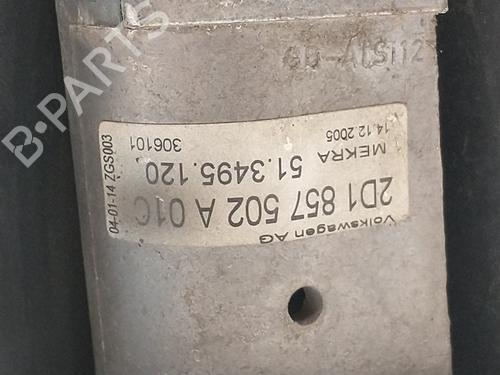 Volkswagen AG
2D1 857 502 A 01C
51.3495.120
MEKRA
14.12.2005
306101
04-01-14 ZGS003
GD-AlSi12
B-PARTS